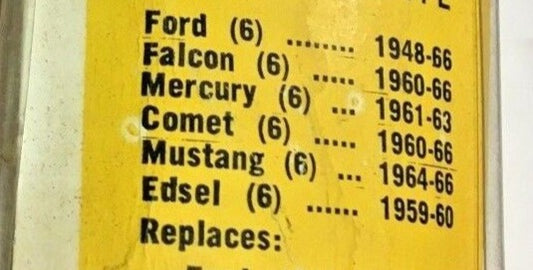 Ford (6) ........ 1948-66
Falcon (6) ..... 1960-66
Mercury (6) ... 1961-63
Comet (6) ..... 1960-66
Mustang (6) ... 1964-66
Edsel (6) ...... 1959-60
Replaces: